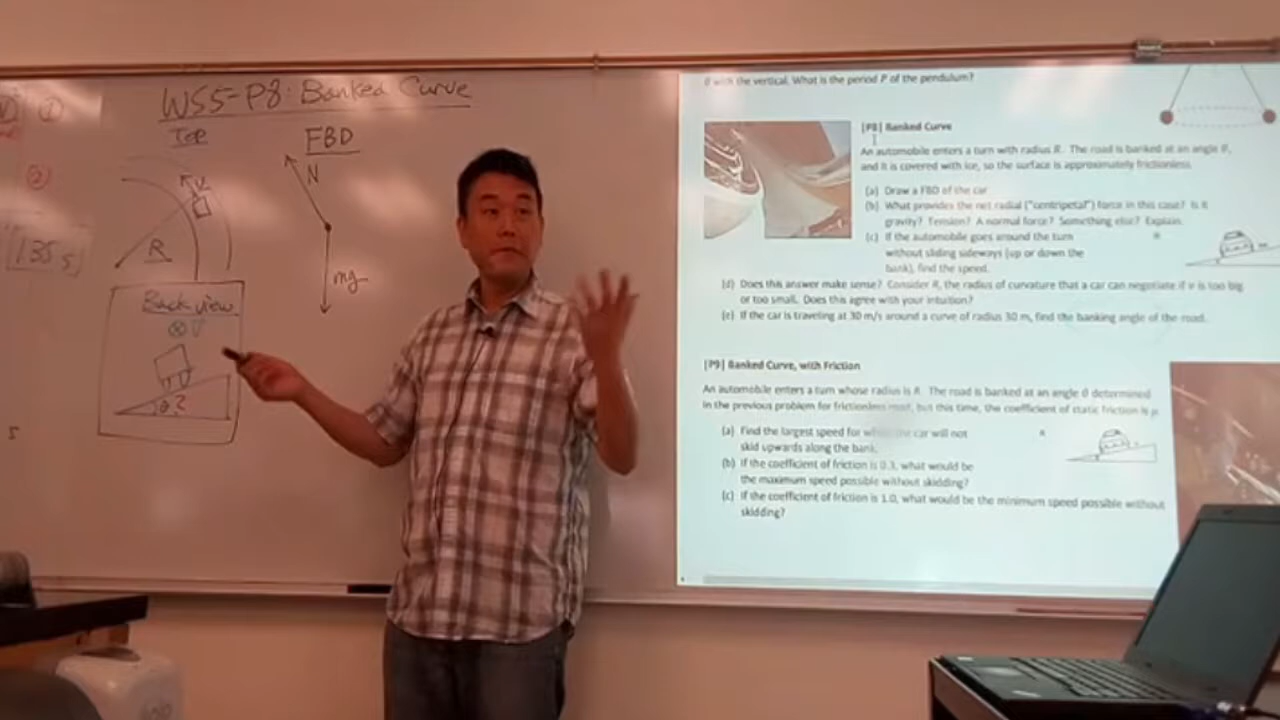 WS5-P8: Banked Curve
Top
V
R
FBD
N
mg
Back view
V
θ?
1.35 s
5
θ with the vertical. What is the period P of the pendulum?
[P8] Banked Curve
An automobile enters a turn with radius R. The road is banked at an angle θ,
and it is covered with ice, so the surface is approximately frictionless.
(a) Draw a FBD of the car
(b) What provides the net radial ("centripetal") force in this case? Is it
gravity? Tension? A normal force? Something else? Explain.
(c) If the automobile goes around the turn
without sliding sideways (up or down the
bank), find the speed.
(d) Does this answer make sense? Consider R, the radius of curvature that a car can negotiate if v is too big
or too small. Does this agree with your intuition?
(e) If the car is traveling at 30 m/s around a curve of radius 30 m, find the banking angle of the road.
[P9] Banked Curve, with Friction
An automobile enters a turn whose radius is R. The road is banked at an angle θ determined
in the previous problem for frictionless road, but this time, the coefficient of static friction is μ
(a) Find the largest speed for which the car will not
skid upwards along the bank.
(b) If the coefficient of friction is 0.3, what would be
the maximum speed possible without skidding?
(c) If the coefficient of friction is 1.0, what would be the minimum speed possible without
skidding?